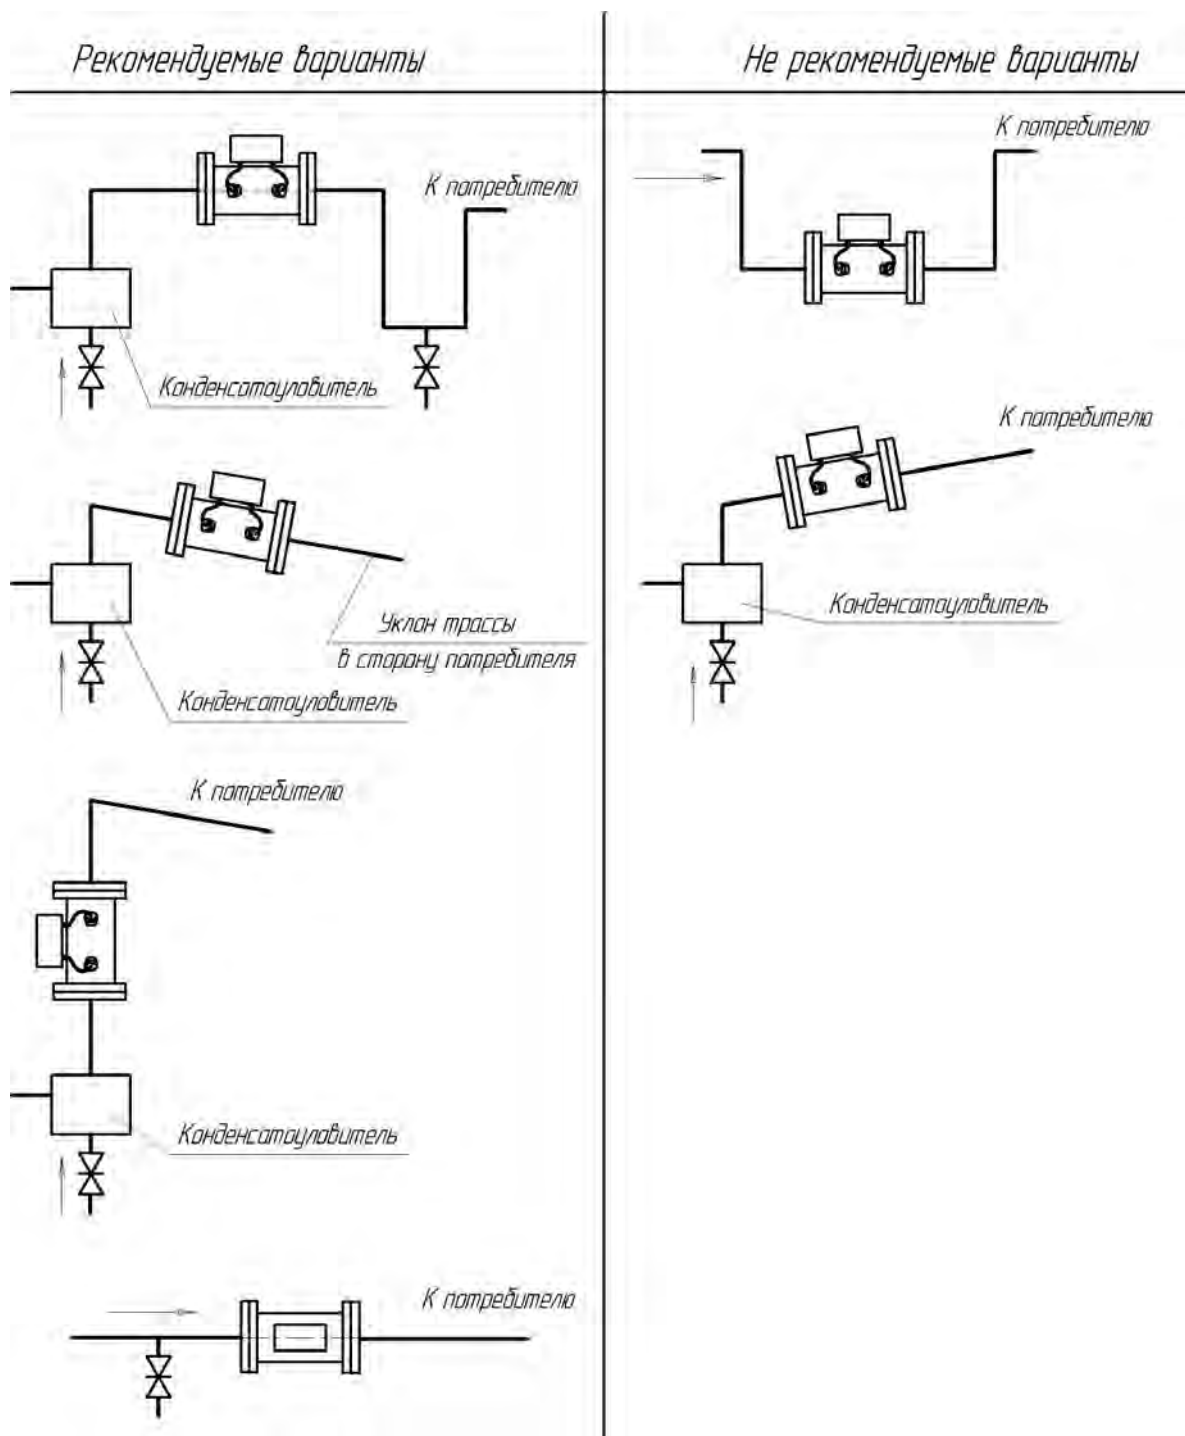 Рекомендуемые варианты
Не рекомендуемые варианты
К потребителю
Конденсатоуловитель
Уклон трассы
в сторону потребителя
Конденсатоуловитель
К потребителю
Конденсатоуловитель
К потребителю
К потребителю
К потребителю
Конденсатоуловитель